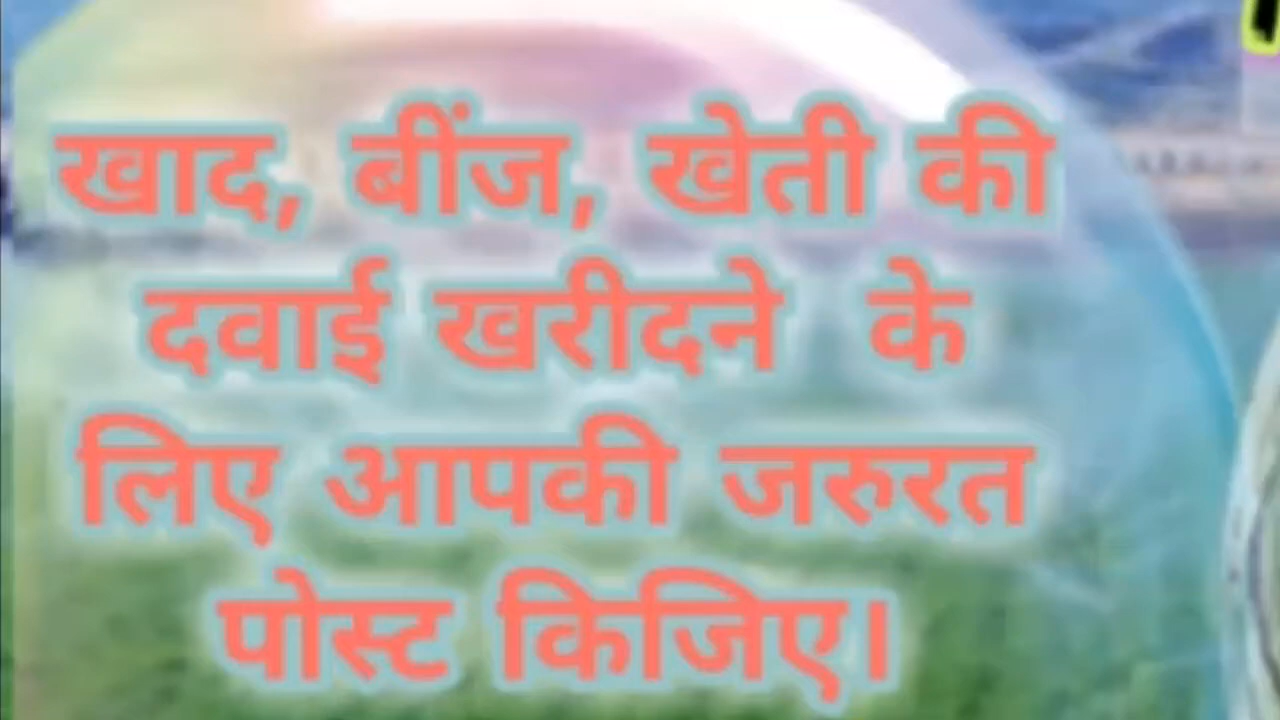 खाद, बींज, खेती की
दवाई खरीदने के
लिए आपकी जरुरत
पोस्ट किजिए।